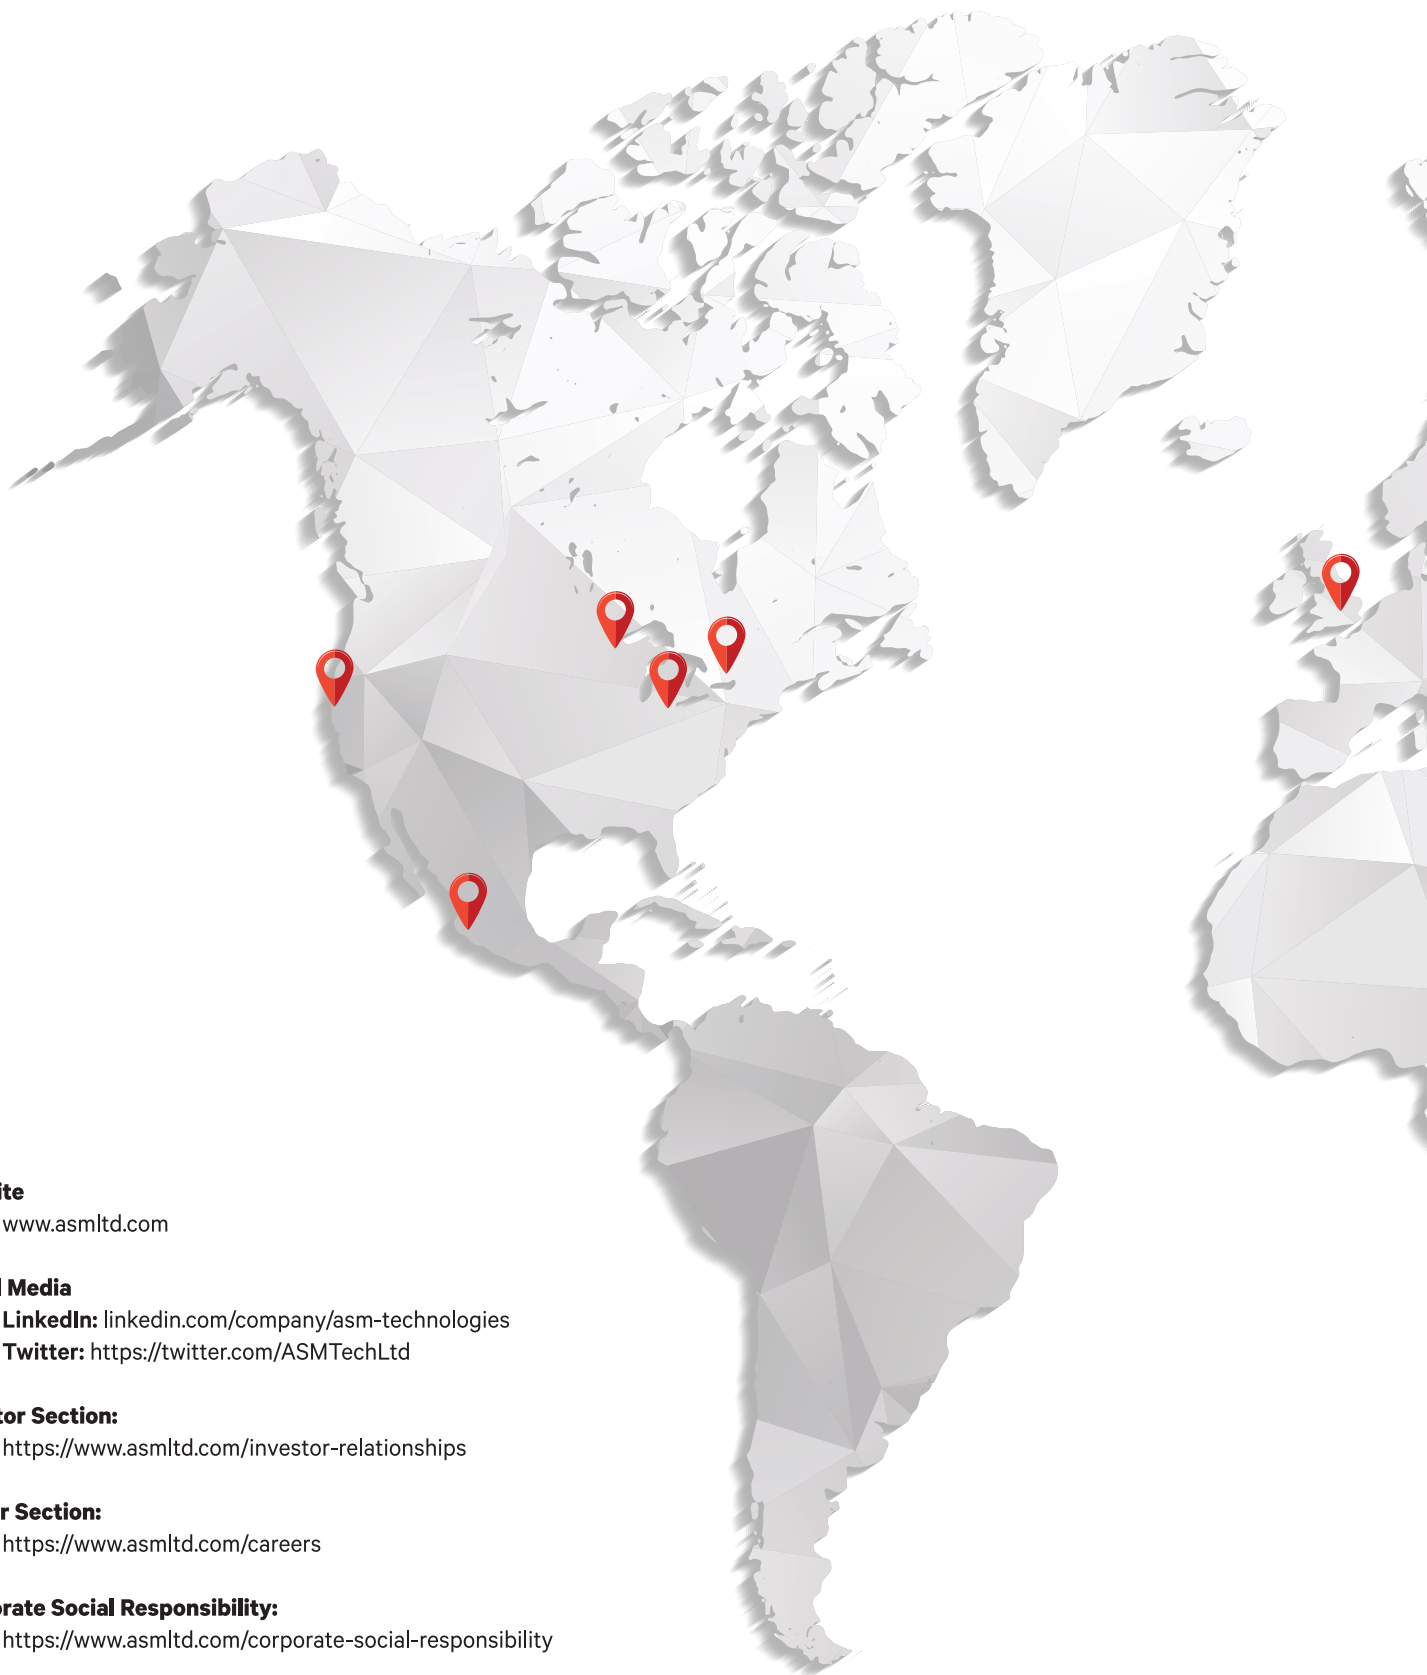 ite
www.asmltd.com
l Media
LinkedIn: linkedin.com/company/asm-technologies
Twitter: https://twitter.com/ASMTechLtd
tor Section:
https://www.asmltd.com/investor-relationships
r Section:
https://www.asmltd.com/careers
orate Social Responsibility:
https://www.asmltd.com/corporate-social-responsibility